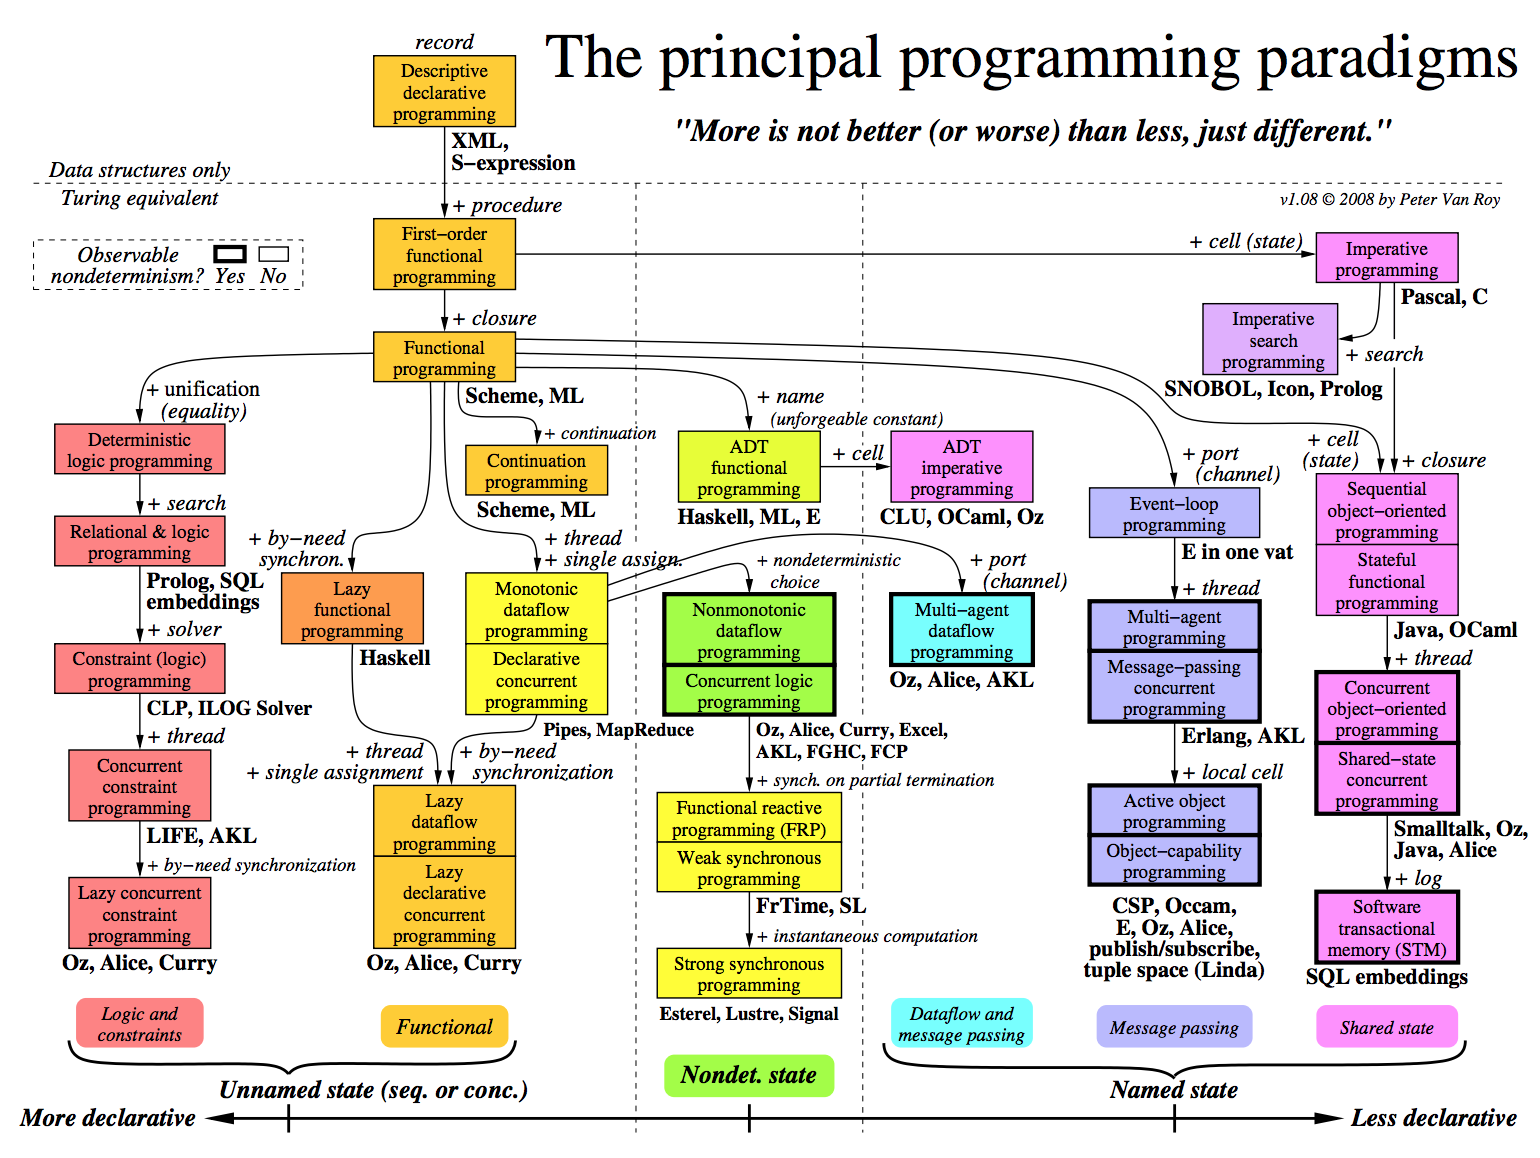 The principal programming paradigms
"More is not better (or worse) than less, just different."
v1.08 © 2008 by Peter Van Roy
record
Descriptive
declarative
programming
XML,
S−expression
Data structures only
Turing equivalent
+ procedure
Observable
nondeterminism?
Yes
No
First−order
functional
programming
+ cell (state)
Imperative
programming
Pascal, C
Imperative
search
programming
+ search
SNOBOL, Icon, Prolog
+ closure
Functional
programming
Scheme, ML
+ unification
(equality)
Deterministic
logic programming
+ search
Relational & logic
programming
Prolog, SQL
embeddings
+ solver
Constraint (logic)
programming
CLP, ILOG Solver
+ thread
Concurrent
constraint
programming
LIFE, AKL
+ by−need synchronization
Lazy concurrent
constraint
programming
Oz, Alice, Curry
+ continuation
Continuation
programming
Scheme, ML
+ by−need
synchron.
Lazy
functional
programming
Haskell
+ thread
+ single assign.
Monotonic
dataflow
programming
Declarative
concurrent
programming
Pipes, MapReduce
+ thread
+ single assignment
+ by−need
synchronization
Lazy
dataflow
programming
Lazy
declarative
concurrent
programming
Oz, Alice, Curry
+ name
(unforgeable constant)
ADT
functional
programming
Haskell, ML, E
+ cell
ADT
imperative
programming
CLU, OCaml, Oz
+ nondeterministic
choice
Nonmonotonic
dataflow
programming
Concurrent logic
programming
Oz, Alice, Curry, Excel,
AKL, FGHC, FCP
+ synch. on partial termination
Functional reactive
programming (FRP)
Weak synchronous
programming
FrTime, SL
+ instantaneous computation
Strong synchronous
programming
Esterel, Lustre, Signal
+ port
(channel)
Multi−agent
dataflow
programming
Oz, Alice, AKL
+ port
(channel)
Event−loop
programming
E in one vat
+ thread
Multi−agent
programming
Message−passing
concurrent
programming
Erlang, AKL
+ local cell
Active object
programming
Object−capability
programming
CSP, Occam,
E, Oz, Alice,
publish/subscribe,
tuple space (Linda)
+ cell
(state)
+ closure
Sequential
object−oriented
programming
Stateful
functional
programming
Java, OCaml
+ thread
Concurrent
object−oriented
programming
Shared−state
concurrent
programming
Smalltalk, Oz,
Java, Alice
+ log
Software
transactional
memory (STM)
SQL embeddings
Logic and
constraints
Functional
Dataflow and
message passing
Message passing
Shared state
Unnamed state (seq. or conc.)
Nondet. state
Named state
More declarative
Less declarative